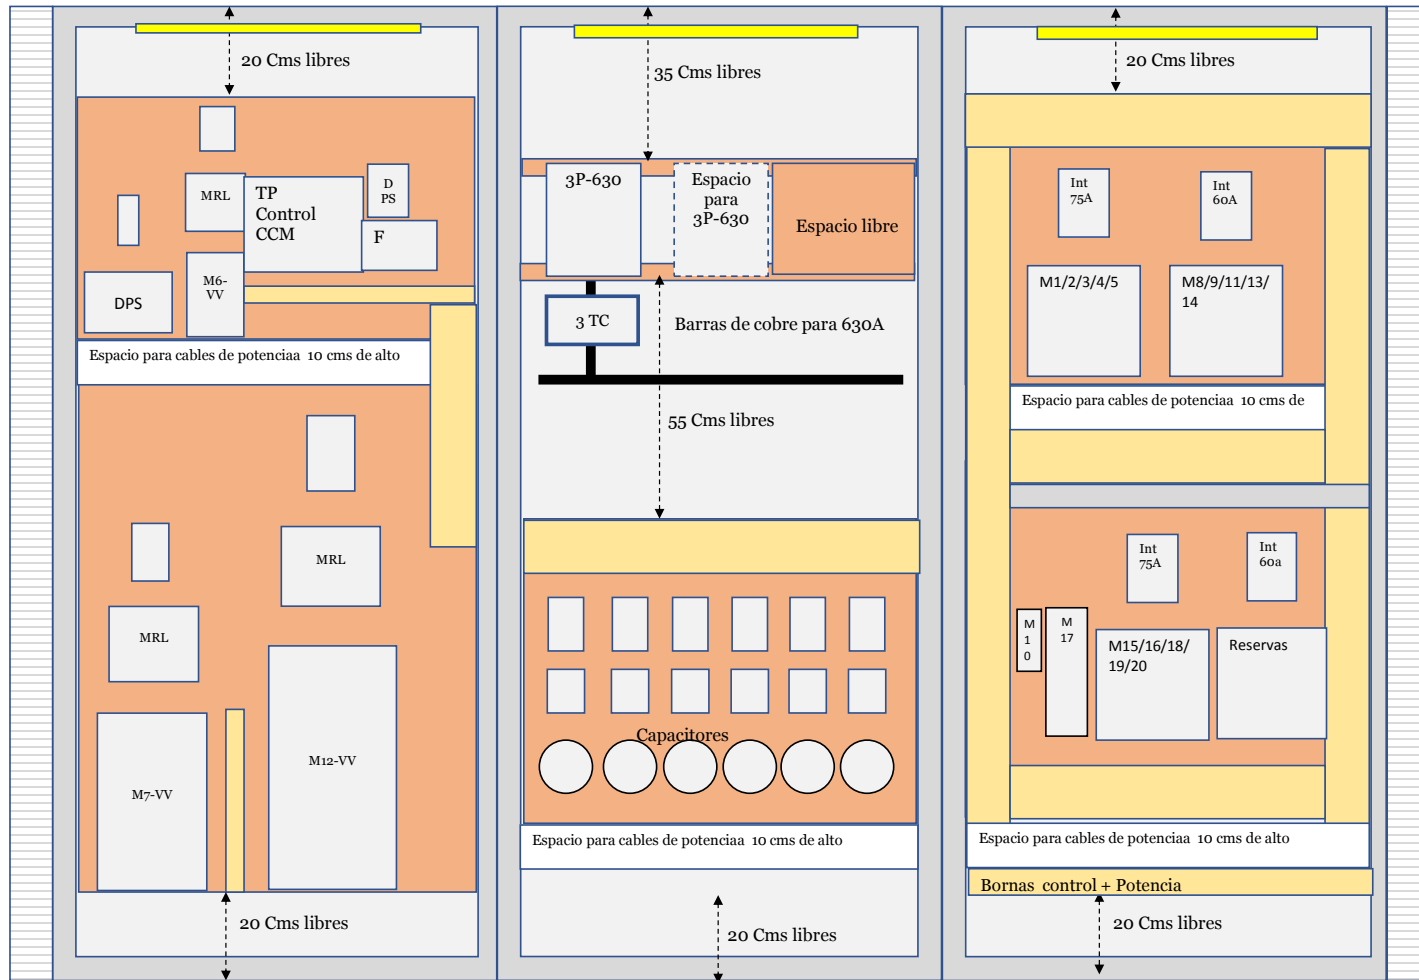 20 Cms libres
MRL
TP
Control
CCM
D
PS
F
M6-
VV
DPS
Espacio para cables de potenciaa 10 cms de alto
MRL
MRL
M12-VV
M7-VV
20 Cms libres
35 Cms libres
3P-630
Espacio
para
3P-630
Espacio libre
3 TC
Barras de cobre para 630A
55 Cms libres
Capacitores
Espacio para cables de potenciaa 10 cms de alto
20 Cms libres
20 Cms libres
Int
75A
Int
60A
M1/2/3/4/5
M8/9/11/13/
14
Espacio para cables de potenciaa 10 cms de
Int
75A
Int
60a
M
1
0
M
17
M15/16/18/
19/20
Reservas
Espacio para cables de potenciaa 10 cms de alto
Bornas control + Potencia
20 Cms libres